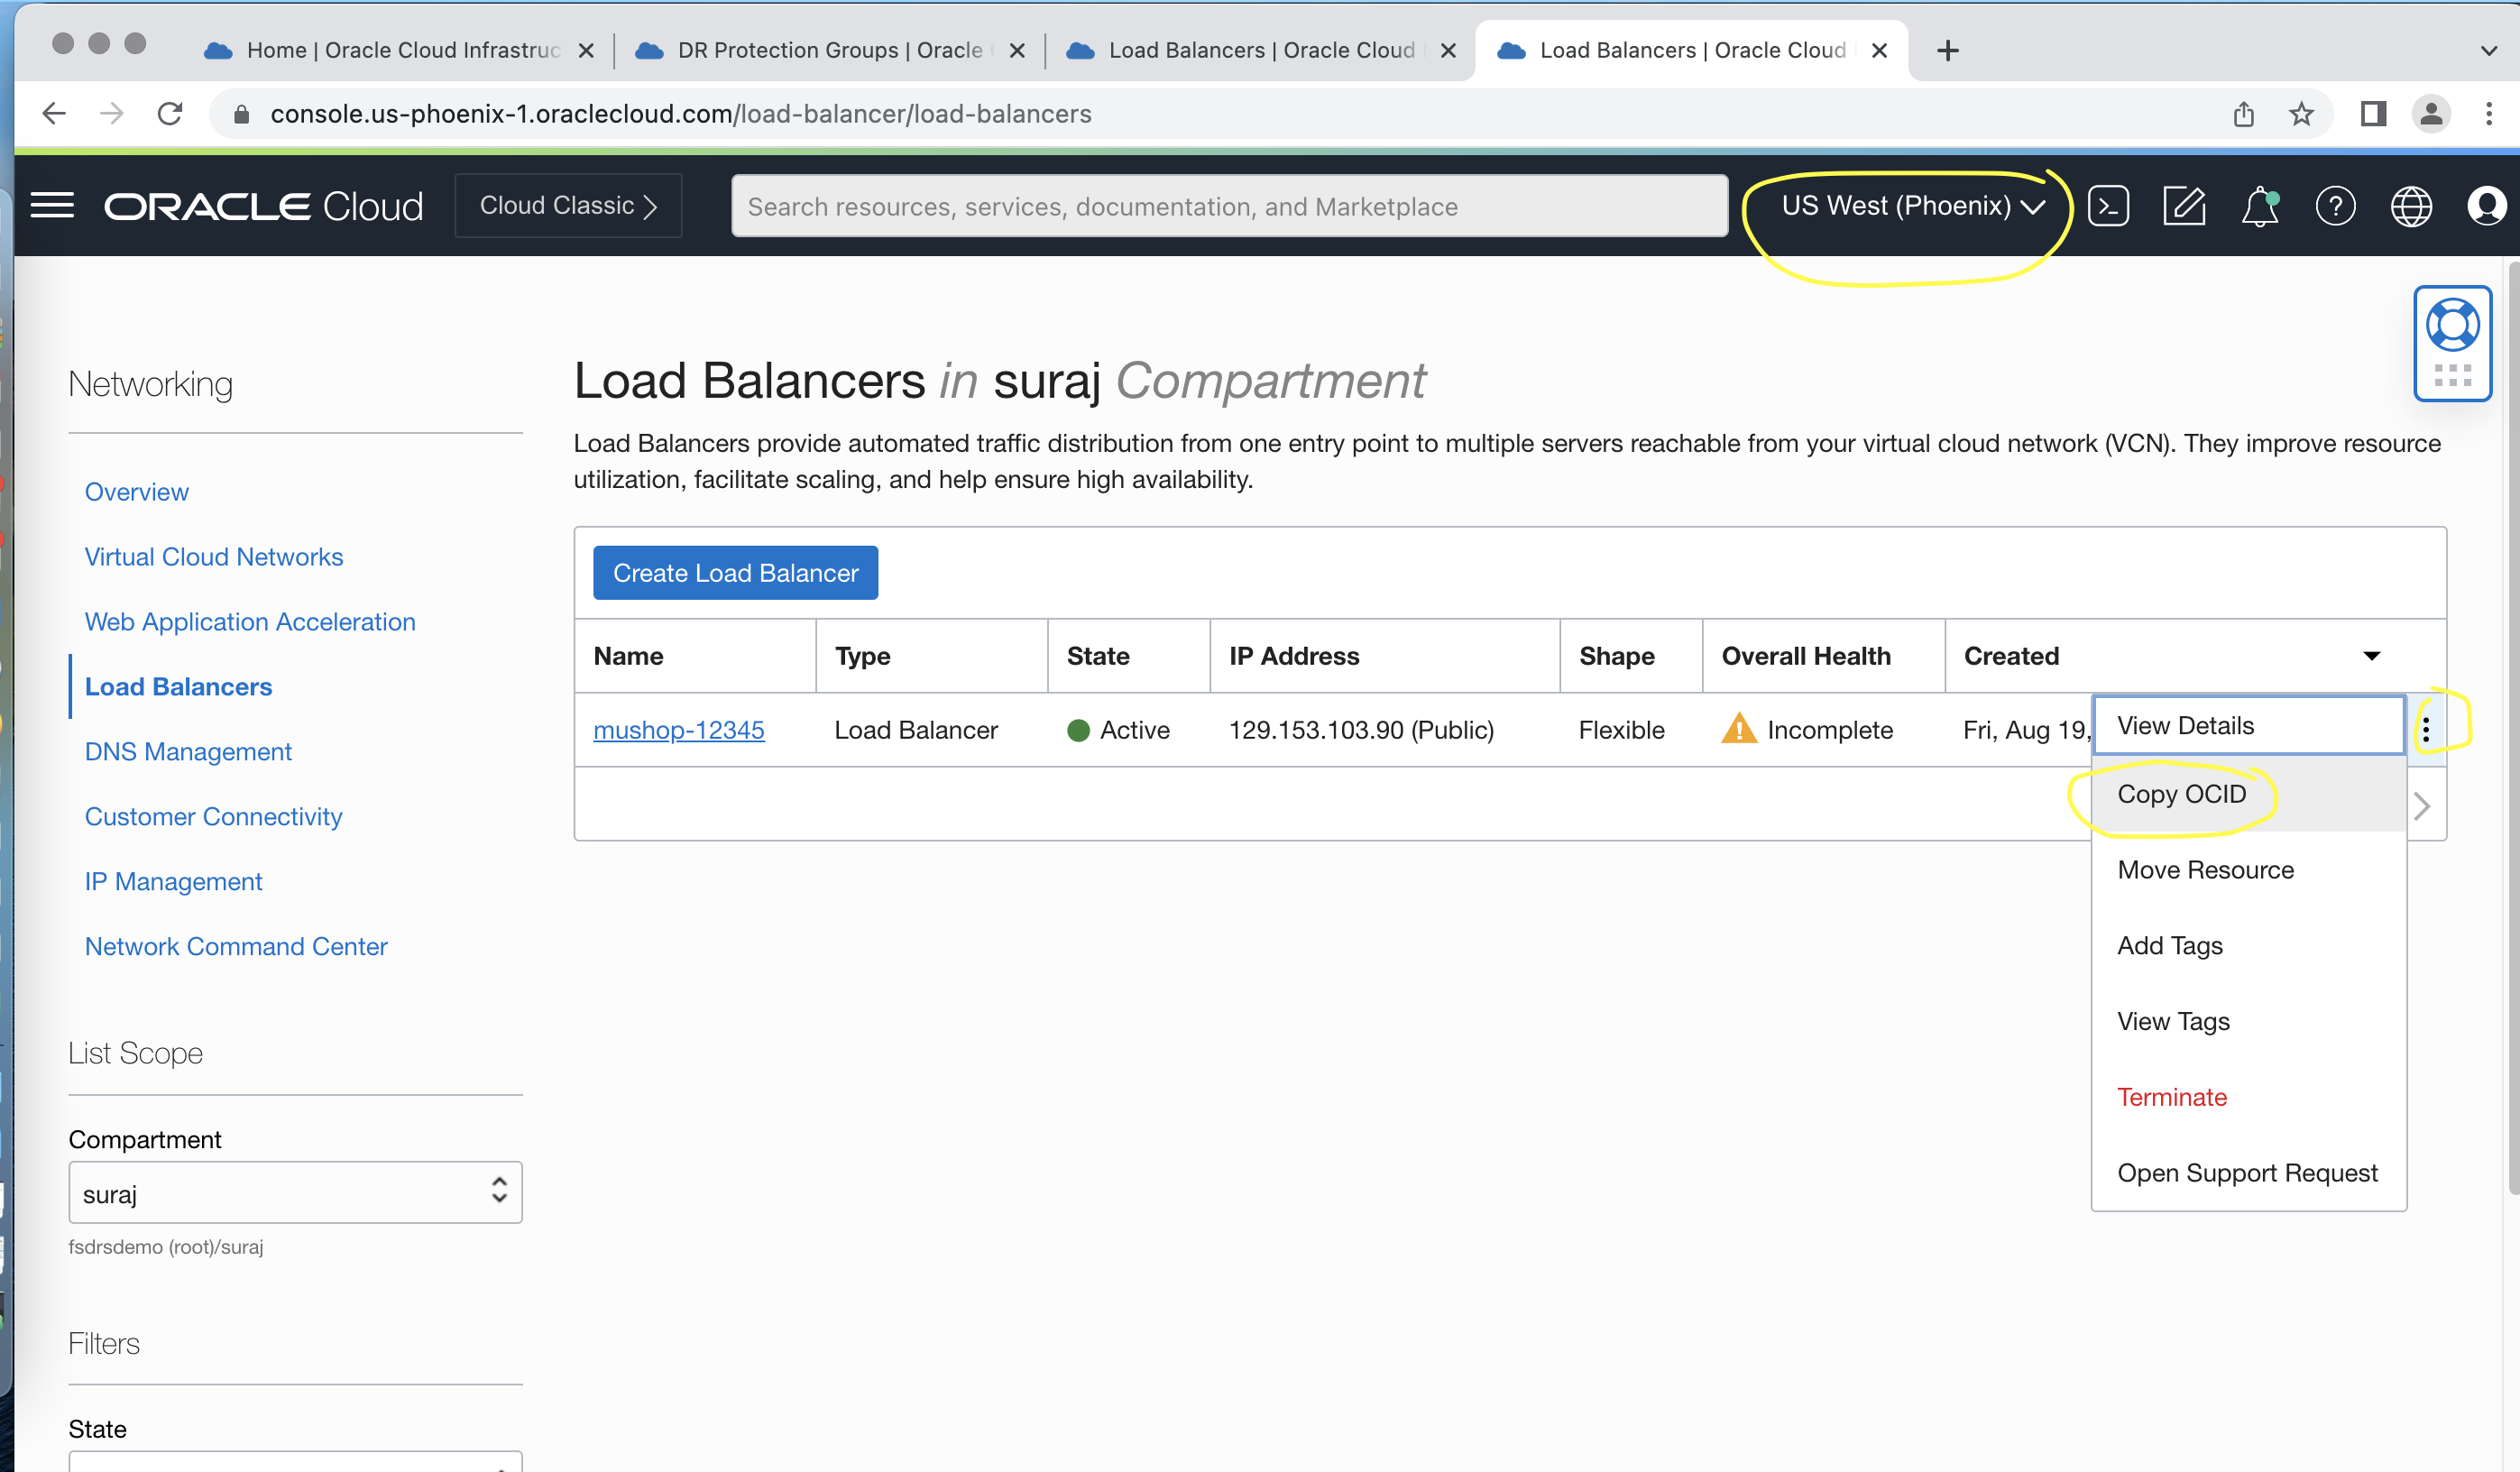 Home | Oracle Cloud Infrastruc
DR Protection Groups | Oracle
Load Balancers | Oracle Cloud
Load Balancers | Oracle Cloud
console.us-phoenix-1.oraclecloud.com/load-balancer/load-balancers
ORACLE Cloud
Cloud Classic
Search resources, services, documentation, and Marketplace
US West (Phoenix)
Networking
Overview
Virtual Cloud Networks
Web Application Acceleration
Load Balancers
DNS Management
Customer Connectivity
IP Management
Network Command Center
List Scope
Compartment
suraj
fsdrsdemo (root)/suraj
Filters
State
Load Balancers in suraj Compartment
Load Balancers provide automated traffic distribution from one entry point to multiple servers reachable from your virtual cloud network (VCN). They improve resource
utilization, facilitate scaling, and help ensure high availability.
Create Load Balancer
Name Type State IP Address Shape Overall Health Created
mushop-12345 Load Balancer Active 129.153.103.90 (Public) Flexible Incomplete Fri, Aug 19,
View Details
Copy OCID
Move Resource
Add Tags
View Tags
Terminate
Open Support Request